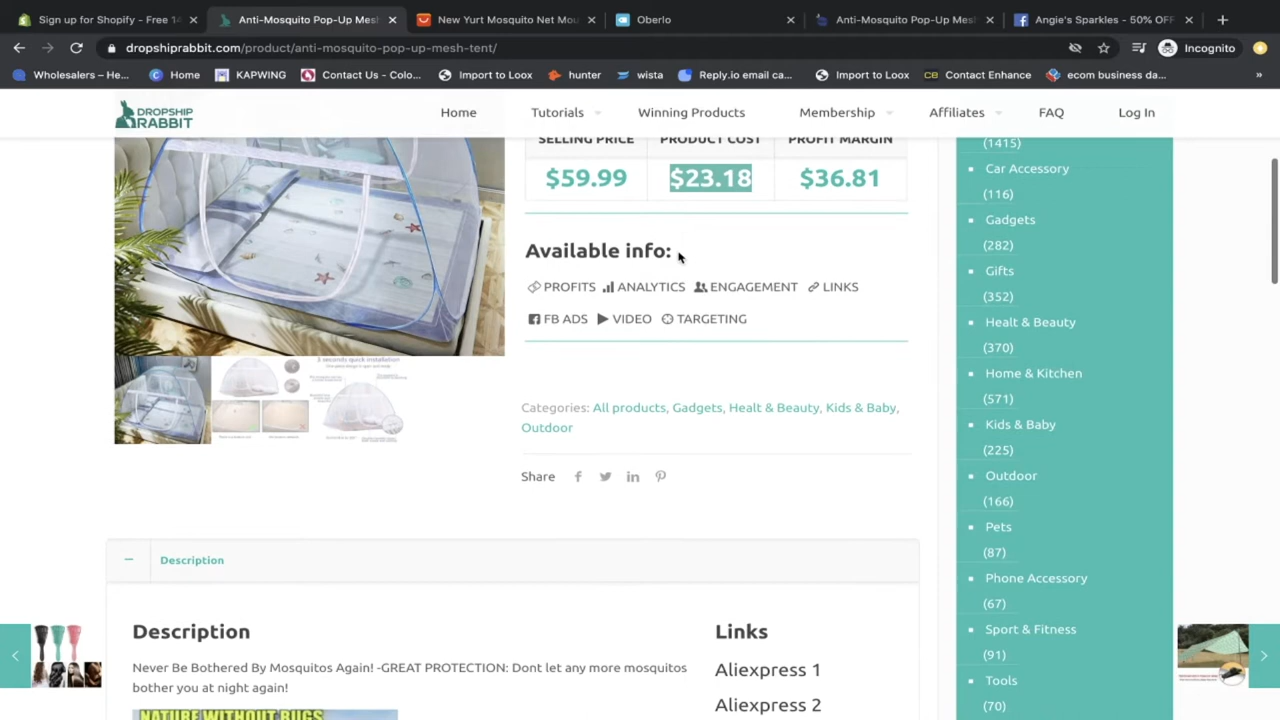 Sign up for Shopify - Free 14
Anti-Mosquito Pop-Up Mesh
New Yurt Mosquito Net Mou
Oberlo
Anti-Mosquito Pop-Up Mes
Angie's Sparkles - 50% OFF
dropshiprabbit.com/product/anti-mosquito-pop-up-mesh-tent/
Incognito
Wholesalers – He...
Home
KAPWING
Contact Us - Colo...
Import to Loox
hunter
wista
Reply.io email ca...
Import to Loox
CB
Contact Enhance
ecom business da...
»
DROPSHIP
RABBIT
Home
Tutorials
Winning Products
Membership
Affiliates
FAQ
Log In
SELLING PRICE
PRODUCT COST
PROFIT MARGIN
$59.99
$23.18
$36.81
Available info:
PROFITS
ANALYTICS
ENGAGEMENT
LINKS
FB ADS
VIDEO
TARGETING
Categories: All products, Gadgets, Healt & Beauty, Kids & Baby,
Outdoor
Share
Description
Description
Never Be Bothered By Mosquitos Again! -GREAT PROTECTION: Dont let any more mosquitos
bother you at night again!
NATURE WITHOUT BUGS
Links
Aliexpress 1
Aliexpress 2
(1415)
Car Accessory
(116)
Gadgets
(282)
Gifts
(352)
Healt & Beauty
(370)
Home & Kitchen
(571)
Kids & Baby
(225)
Outdoor
(166)
Pets
(87)
Phone Accessory
(67)
Sport & Fitness
(91)
Tools
(70)